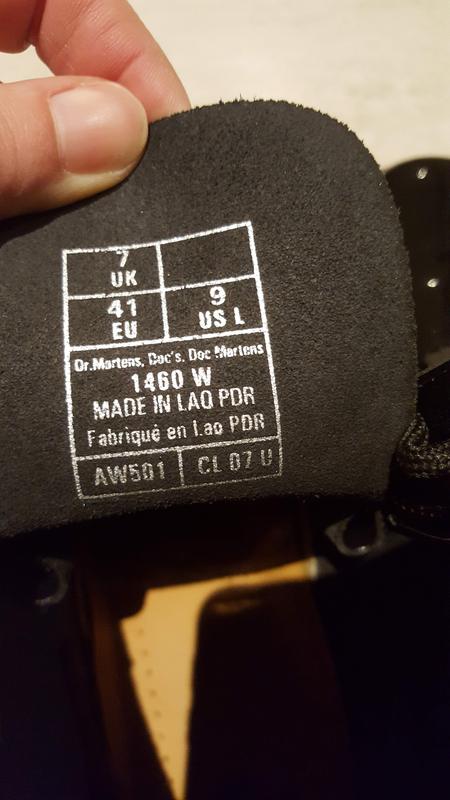 7
UK
41
EU
9
US L
Dr.Martens, Doc's, Doc Martens
1460 W
MADE IN LAO PDR
Fabriqué en Lao PDR
AW501
CL 07 U